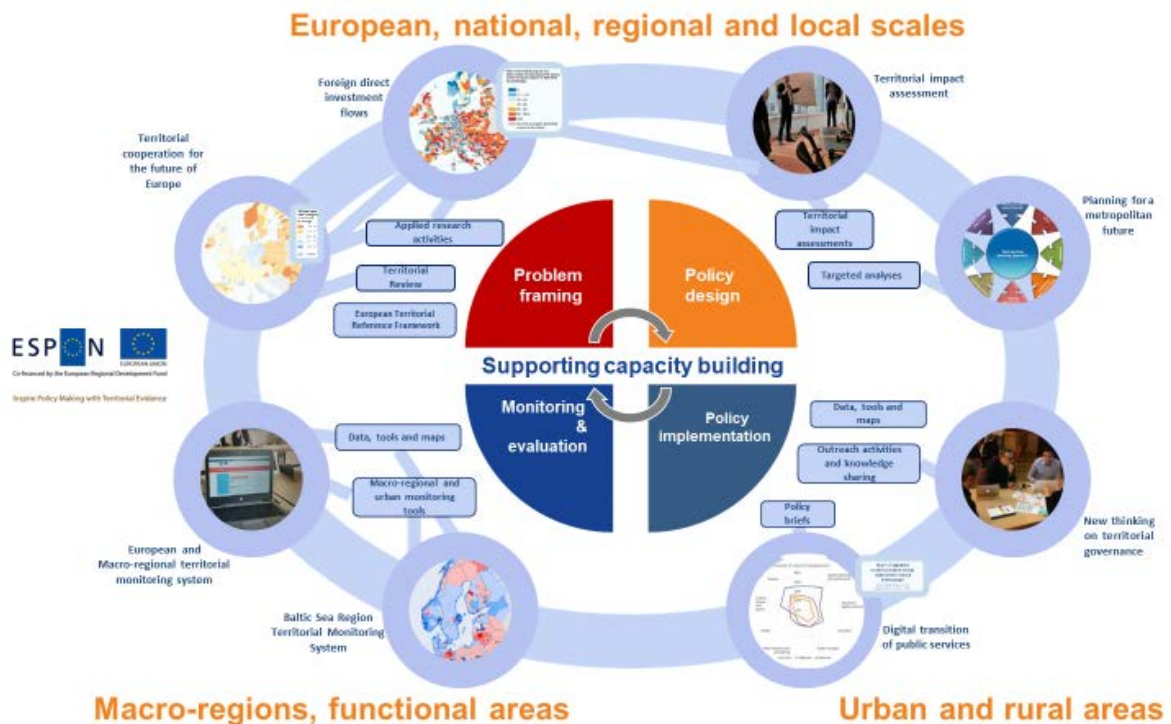 European, national, regional and local scales
Foreign direct
investment
flows
Territorial impact
assessment
Territorial
cooperation for
the future of
Europe
Planning for a
metropolitan
future
Applied research
activities
Territorial
Review
European Territorial
Reference Framework
Problem
framing
Policy
design
Territorial
impact
assessments
Targeted analyses
ESPON
EUROPEAN UNION
Co-financed by the European Regional Development Fund
Inspire Policy Making with Territorial Evidence
Supporting capacity building
Monitoring
&
evaluation
Policy
implementation
Data, tools and maps
Macro-regional and
urban monitoring
tools
Data, tools and
maps
Outreach activities
and knowledge
sharing
Policy
briefs
European and
Macro-regional territorial
monitoring system
New thinking
on territorial
governance
Baltic Sea Region
Territorial Monitoring
System
Digital transition
of public services
Macro-regions, functional areas
Urban and rural areas